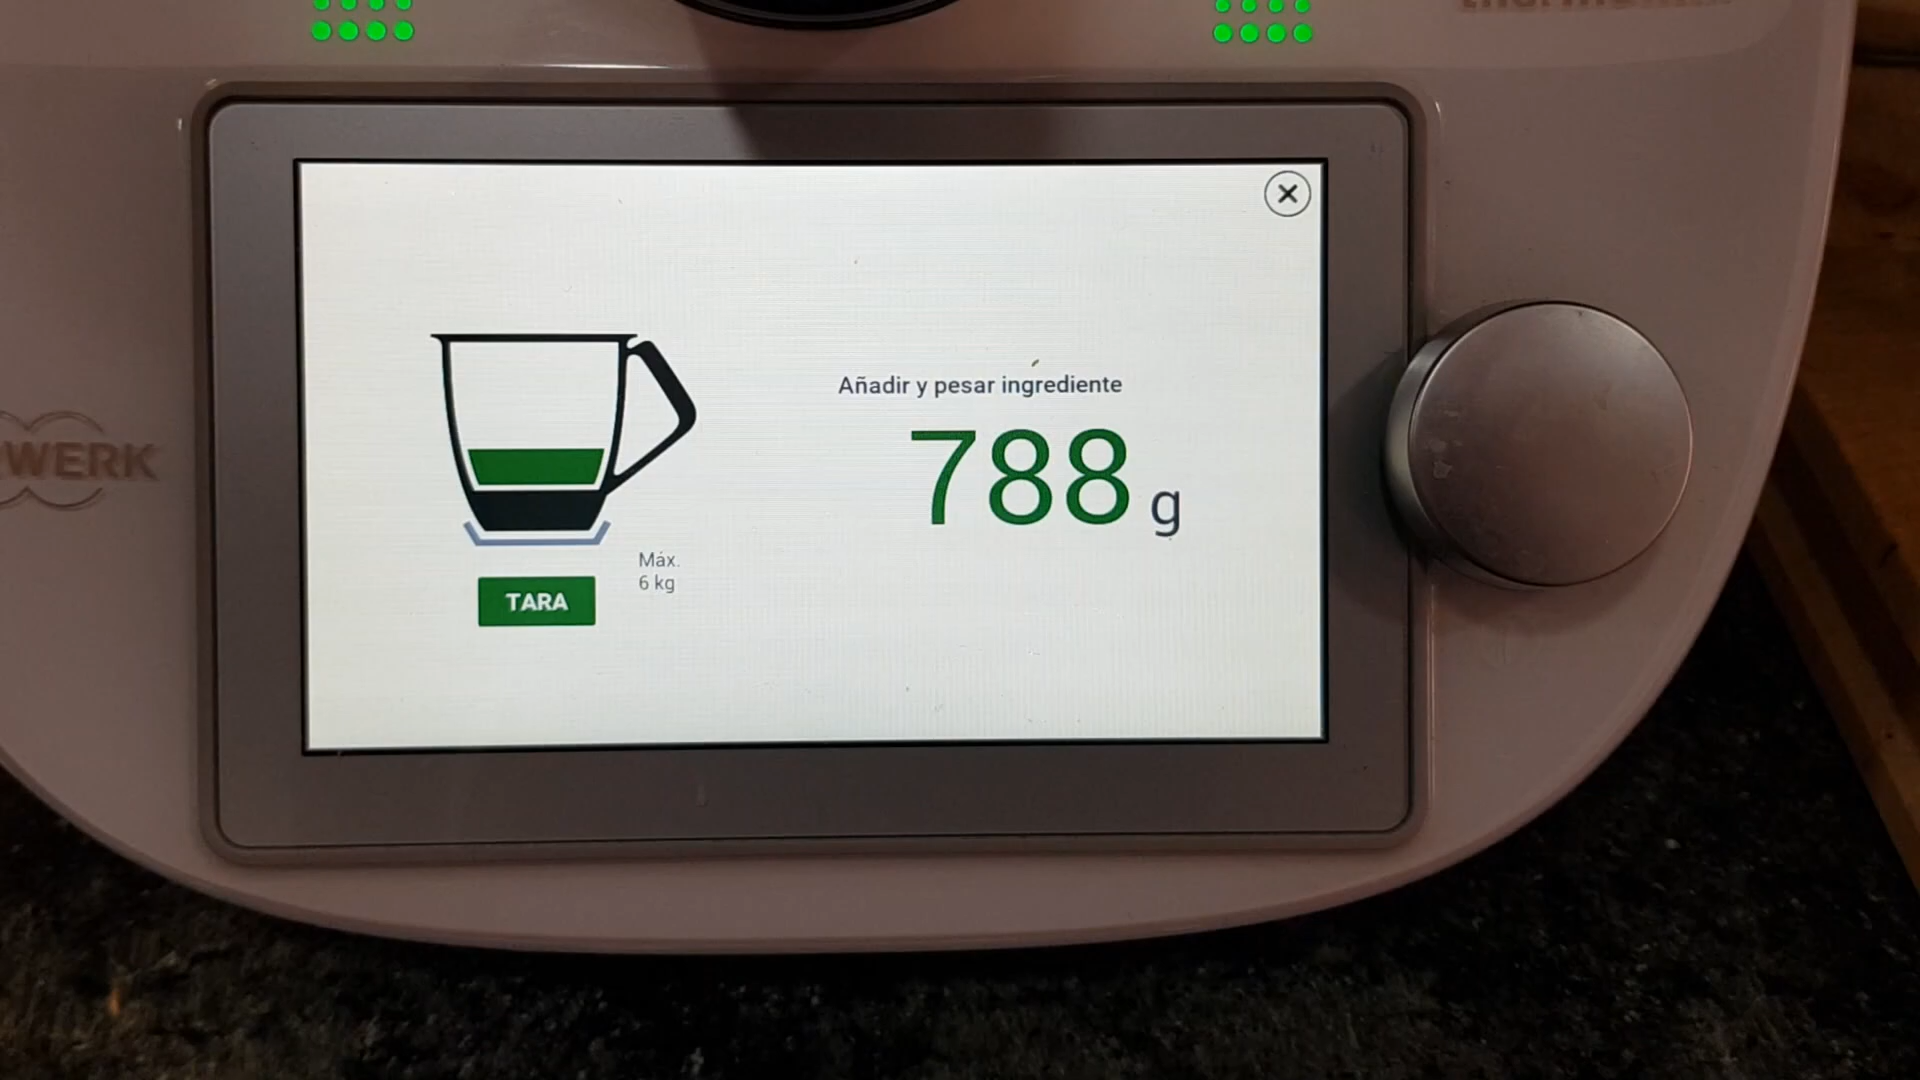 WERK
Añadir y pesar ingrediente
788 g
Máx.
6 kg
TARA